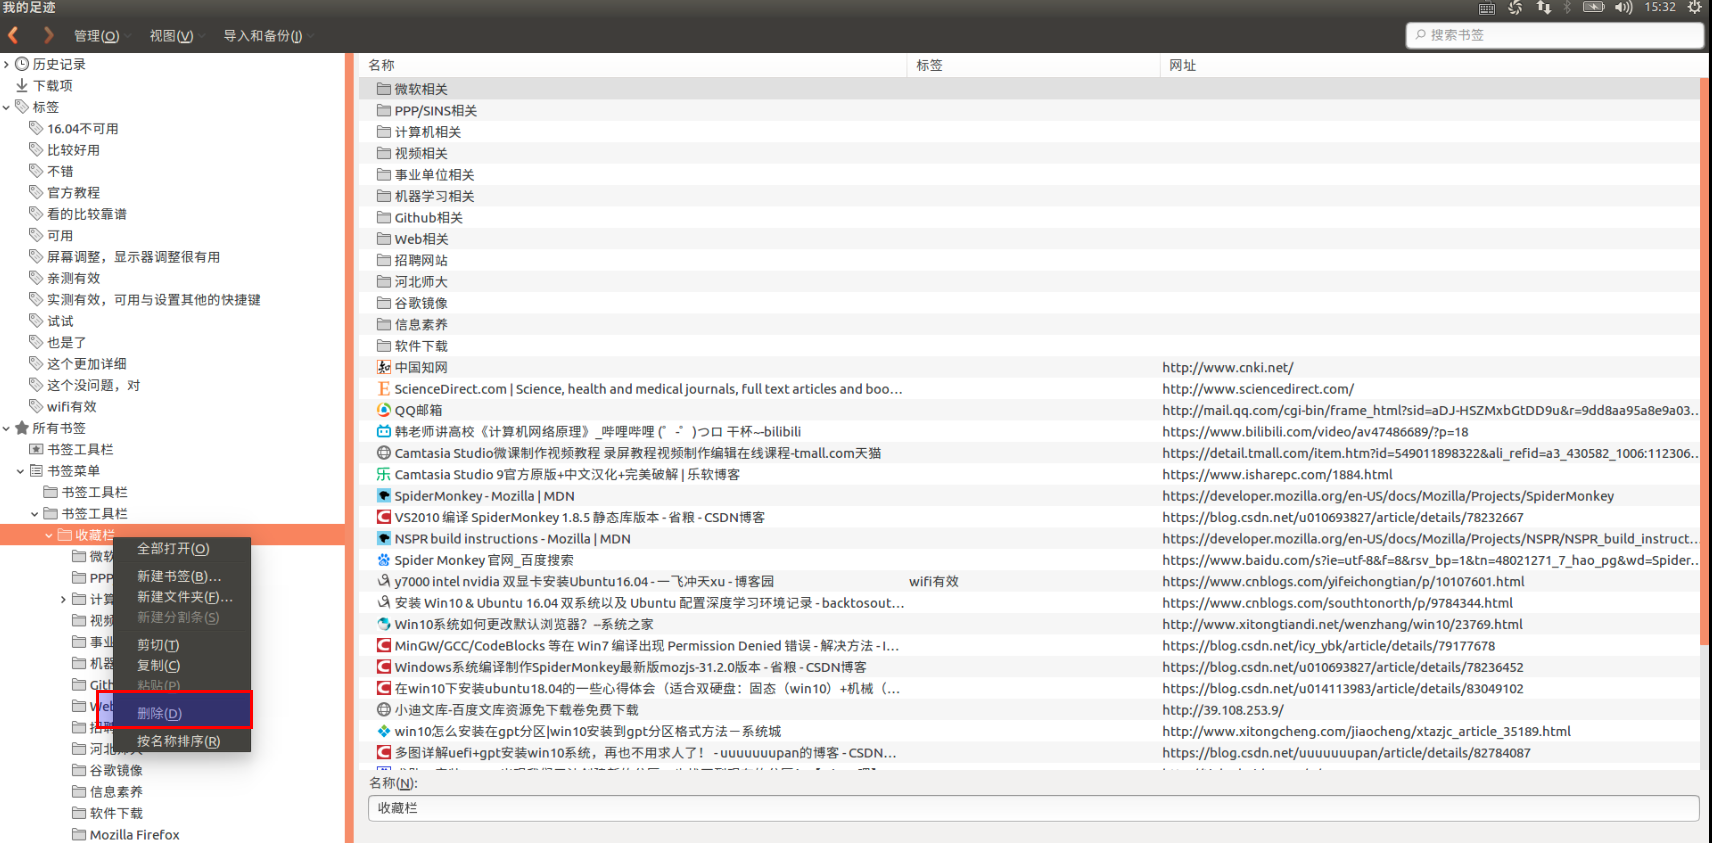 我的足迹
15:32
管理(O)
视图(V)
导入和备份(I)
搜索书签
历史记录
下载项
标签
16.04不可用
比较好用
不错
官方教程
看的比较靠谱
可用
屏幕调整，显示器调整很有用
亲测有效
实测有效，可用与设置其他的快捷键
试试
也是了
这个更加详细
这个没问题，对
wifi有效
所有书签
书签工具栏
书签菜单
书签工具栏
书签工具栏
收藏栏
微软
PPP
计算
视频
事业
机器
Gith
Web
招聘
河北师大
谷歌镜像
信息素养
软件下载
Mozilla Firefox
全部打开(O)
新建书签(B)...
新建文件夹(F)...
新建分割条(S)
剪切(T)
复制(C)
粘贴(P)
删除(D)
按名称排序(R)
名称 标签 网址
微软相关
PPP/SINS相关
计算机相关
视频相关
事业单位相关
机器学习相关
Github相关
Web相关
招聘网站
河北师大
谷歌镜像
信息素养
软件下载
中国知网 http://www.cnki.net/
ScienceDirect.com | Science, health and medical journals, full text articles and boo... http://www.sciencedirect.com/
QQ邮箱 http://mail.qq.com/cgi-bin/frame_html?sid=aDJ-HSZMxbGtDD9u&r=9dd8aa95a8e9a03...
韩老师讲高校《计算机网络原理》_哔哩哔哩 (゜-゜)つロ 干杯~-bilibili https://www.bilibili.com/video/av47486689/?p=18
Camtasia Studio微课制作视频教程 录屏教程视频制作编辑在线课程-tmall.com天猫 https://detail.tmall.com/item.htm?id=549011898322&ali_refid=a3_430582_1006:112306...
Camtasia Studio 9官方原版+中文汉化+完美破解 | 乐软博客 https://www.isharepc.com/1884.html
SpiderMonkey - Mozilla | MDN https://developer.mozilla.org/en-US/docs/Mozilla/Projects/SpiderMonkey
VS2010 编译 SpiderMonkey 1.8.5 静态库版本 - 省粮 - CSDN博客 https://blog.csdn.net/u010693827/article/details/78232667
NSPR build instructions - Mozilla | MDN https://developer.mozilla.org/en-US/docs/Mozilla/Projects/NSPR/NSPR_build_instruct...
Spider Monkey 官网_百度搜索 https://www.baidu.com/s?ie=utf-8&f=8&rsv_bp=1&tn=48021271_7_hao_pg&wd=Spider...
y7000 intel nvidia 双显卡安装Ubuntu16.04 - 一飞冲天xu - 博客园 wifi有效 https://www.cnblogs.com/yifeichongtian/p/10107601.html
安装 Win10 & Ubuntu 16.04 双系统以及 Ubuntu 配置深度学习环境记录 - backtosout... https://www.cnblogs.com/southtonorth/p/9784344.html
Win10系统如何更改默认浏览器？--系统之家 http://www.xitongtiandi.net/wenzhang/win10/23769.html
MinGW/GCC/CodeBlocks 等在 Win7 编译出现 Permission Denied 错误 - 解决方法 - I... https://blog.csdn.net/icy_ybk/article/details/79177678
Windows系统编译制作SpiderMonkey最新版mozjs-31.2.0版本 - 省粮 - CSDN博客 https://blog.csdn.net/u010693827/article/details/78236452
在win10下安装ubuntu18.04的一些心得体会（适合双硬盘：固态（win10）+机械（... https://blog.csdn.net/u014113983/article/details/83049102
小迪文库-百度文库资源免下载卷免费下载 http://39.108.253.9/
win10怎么安装在gpt分区|win10安装到gpt分区格式方法－系统城 http://www.xitongcheng.com/jiaocheng/xtazjc_article_35189.html
多图详解uefi+gpt安装win10系统，再也不用求人了！ - uuuuuuupan的博客 - CSDN... https://blog.csdn.net/uuuuuuupan/article/details/82784087
名称(N):
收藏栏